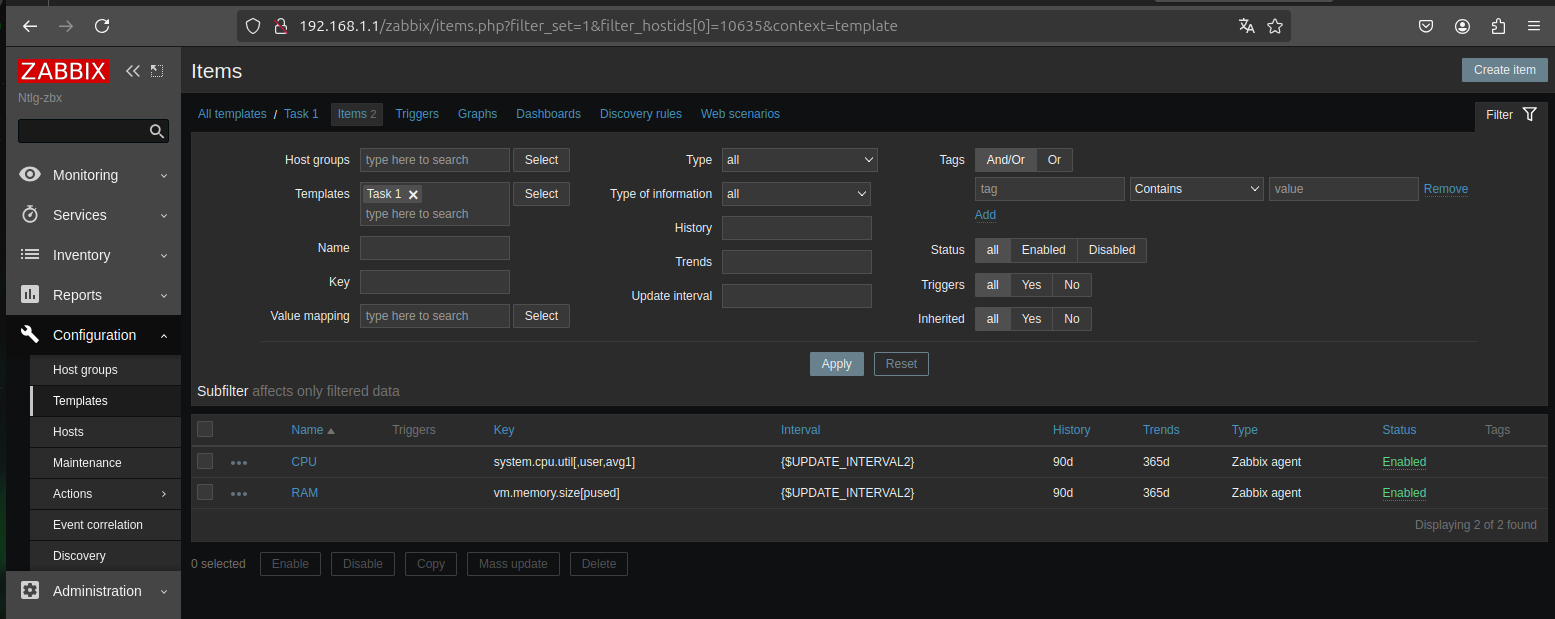 192.168.1.1/zabbix/items.php?filter_set=1&filter_hostids[0]=10635&context=template
ZABBIX
Ntlg-zbx
Monitoring
Services
Inventory
Reports
Configuration
Host groups
Templates
Hosts
Maintenance
Actions
Event correlation
Discovery
Administration
Items
Create item
All templates / Task 1 Items 2 Triggers Graphs Dashboards Discovery rules Web scenarios
Filter
Host groups type here to search Select
Templates Task 1 Select
type here to search
Name
Key
Value mapping type here to search Select
Type all
Type of information all
History
Trends
Update interval
Tags And/Or Or
tag Contains value Remove
Add
Status all Enabled Disabled
Triggers all Yes No
Inherited all Yes No
Apply Reset
Subfilter affects only filtered data
Name Triggers Key Interval History Trends Type Status Tags
CPU system.cpu.util[,user,avg1] {$UPDATE_INTERVAL2} 90d 365d Zabbix agent Enabled
RAM vm.memory.size[pused] {$UPDATE_INTERVAL2} 90d 365d Zabbix agent Enabled
Displaying 2 of 2 found
0 selected Enable Disable Copy Mass update Delete